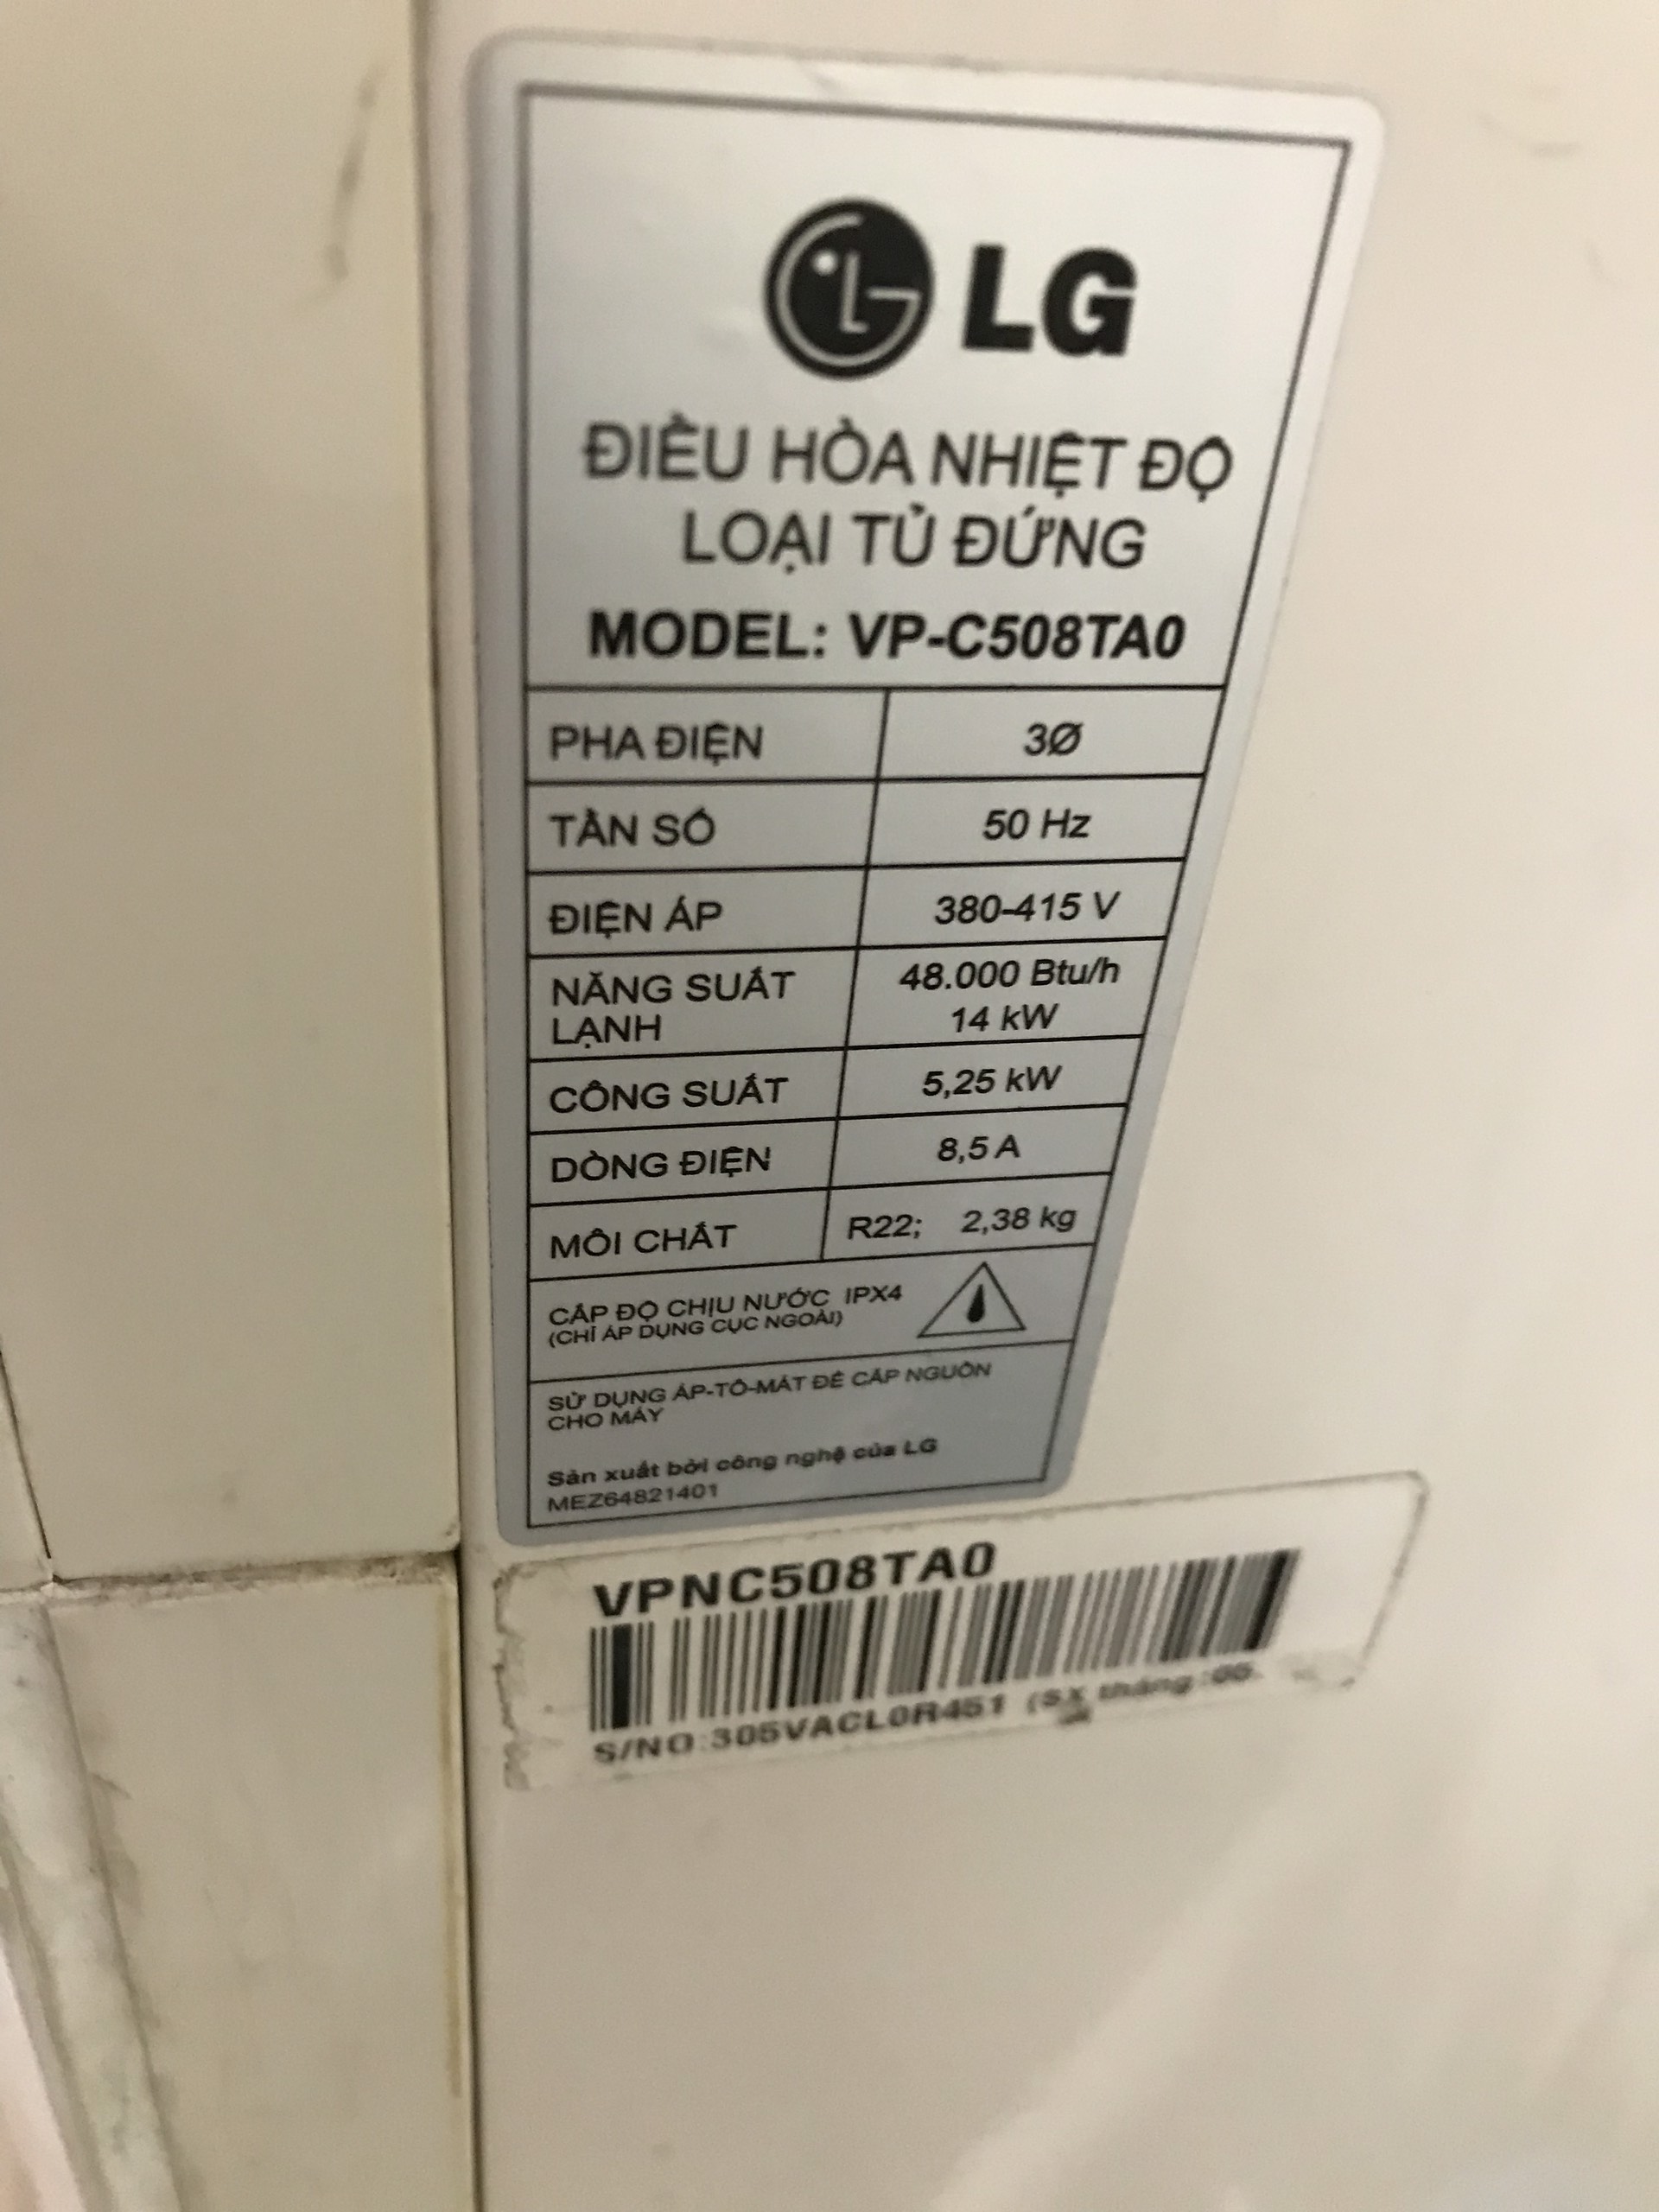 LG
ĐIỀU HÒA NHIỆT ĐỘ
LOẠI TỦ ĐỨNG
MODEL: VP-C508TA0
PHA ĐIỆN 3Ø
TẦN SỐ 50 Hz
ĐIỆN ÁP 380-415 V
NĂNG SUẤT LẠNH 48.000 Btu/h
14 kW
CÔNG SUẤT 5,25 kW
DÒNG ĐIỆN 8,5 A
MÔI CHẤT R22; 2,38 kg
CẤP ĐỘ CHỊU NƯỚC IPX4
(CHỈ ÁP DỤNG CỤC NGOÀI)
SỬ DỤNG ÁP-TÔ-MÁT ĐỂ CẤP NGUỒN
CHO MÁY
Sản xuất bởi công nghệ của LG
MEZ64821401
VPNC508TA0
S/NO:305VACL0R451 (SX tháng:05.